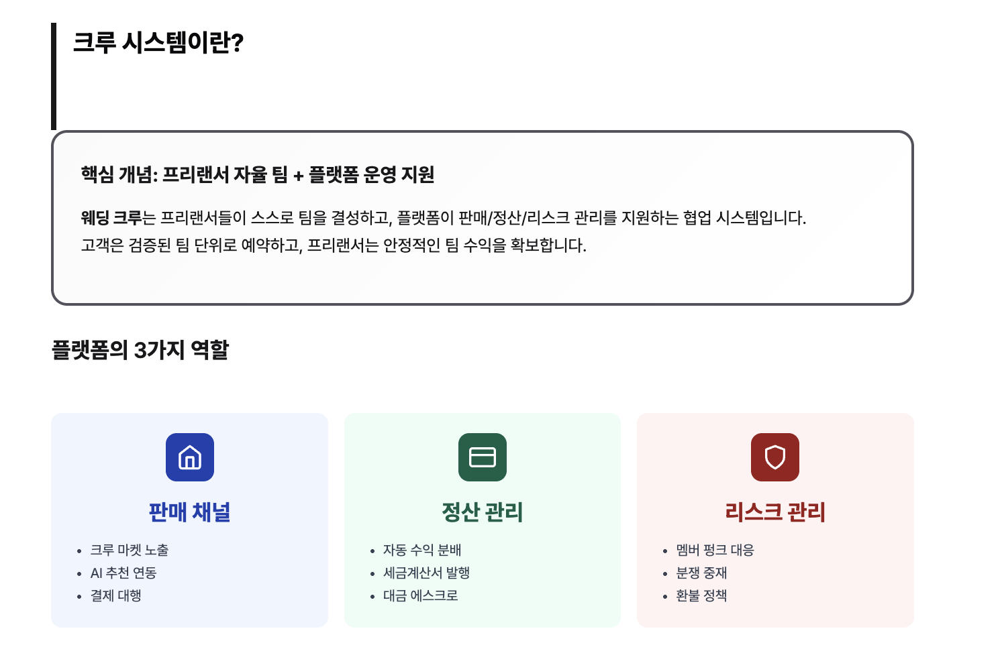 크루 시스템이란?
핵심 개념: 프리랜서 자율 팀 + 플랫폼 운영 지원
웨딩 크루는 프리랜서들이 스스로 팀을 결성하고, 플랫폼이 판매/정산/리스크 관리를 지원하는 협업 시스템입니다.
고객은 검증된 팀 단위로 예약하고, 프리랜서는 안정적인 팀 수익을 확보합니다.
플랫폼의 3가지 역할
판매 채널
• 크루 마켓 노출
• AI 추천 연동
• 결제 대행
정산 관리
• 자동 수익 분배
• 세금계산서 발행
• 대금 에스크로
리스크 관리
• 멤버 펑크 대응
• 분쟁 중재
• 환불 정책